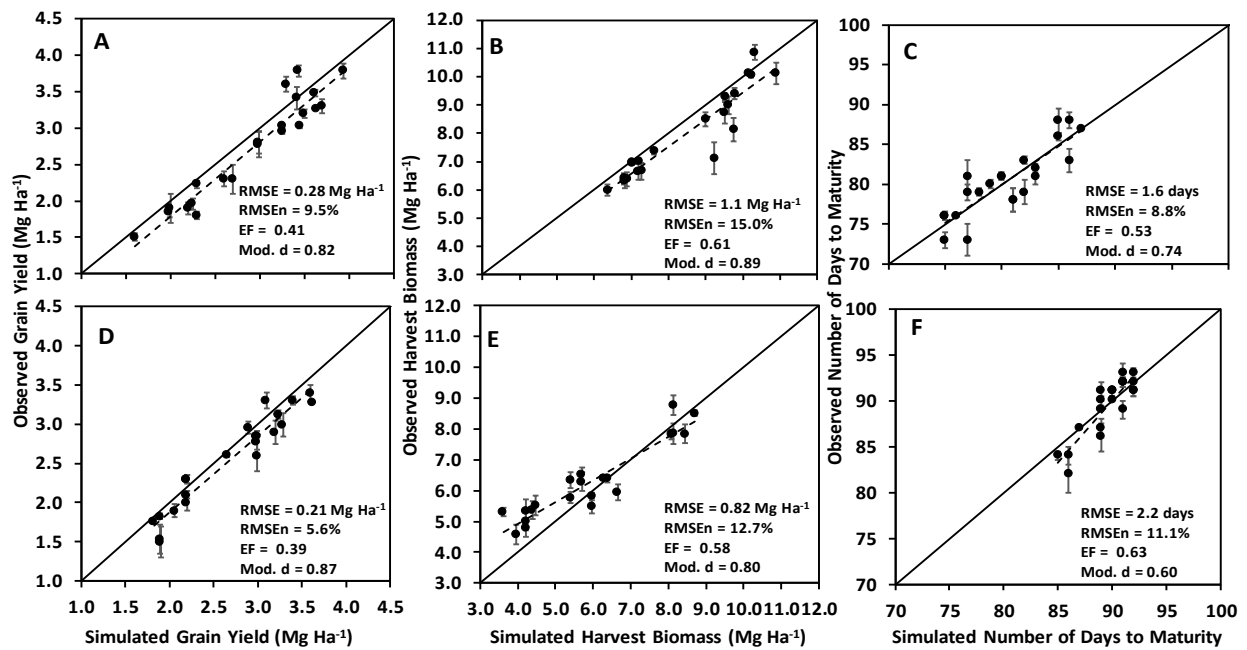 A
4.5
4.0
3.5
3.0
2.5
2.0
1.5
1.0
RMSE = 0.28 Mg Ha⁻¹
RMSEn = 9.5%
EF = 0.41
Mod. d = 0.82
B
12.0
11.0
10.0
9.0
8.0
7.0
6.0
5.0
4.0
3.0
RMSE = 1.1 Mg Ha⁻¹
RMSEn = 15.0%
EF = 0.61
Mod. d = 0.89
C
100
95
90
85
80
75
70
RMSE = 1.6 days
RMSEn = 8.8%
EF = 0.53
Mod. d = 0.74
Observed Grain Yield (Mg Ha⁻¹)
Observed Harvest Biomass (Mg Ha⁻¹)
Observed Number of Days to Maturity
D
4.5
4.0
3.5
3.0
2.5
2.0
1.5
1.0
RMSE = 0.21 Mg Ha⁻¹
RMSEn = 5.6%
EF = 0.39
Mod. d = 0.87
1.0 1.5 2.0 2.5 3.0 3.5 4.0 4.5
Simulated Grain Yield (Mg Ha⁻¹)
E
12.0
11.0
10.0
9.0
8.0
7.0
6.0
5.0
4.0
3.0
RMSE = 0.82 Mg Ha⁻¹
RMSEn = 12.7%
EF = 0.58
Mod. d = 0.80
3.0 4.0 5.0 6.0 7.0 8.0 9.0 10.0 11.0 12.0
Simulated Harvest Biomass (Mg Ha⁻¹)
F
100
95
90
85
80
75
70
RMSE = 2.2 days
RMSEn = 11.1%
EF = 0.63
Mod. d = 0.60
70 75 80 85 90 95 100
Simulated Number of Days to Maturity